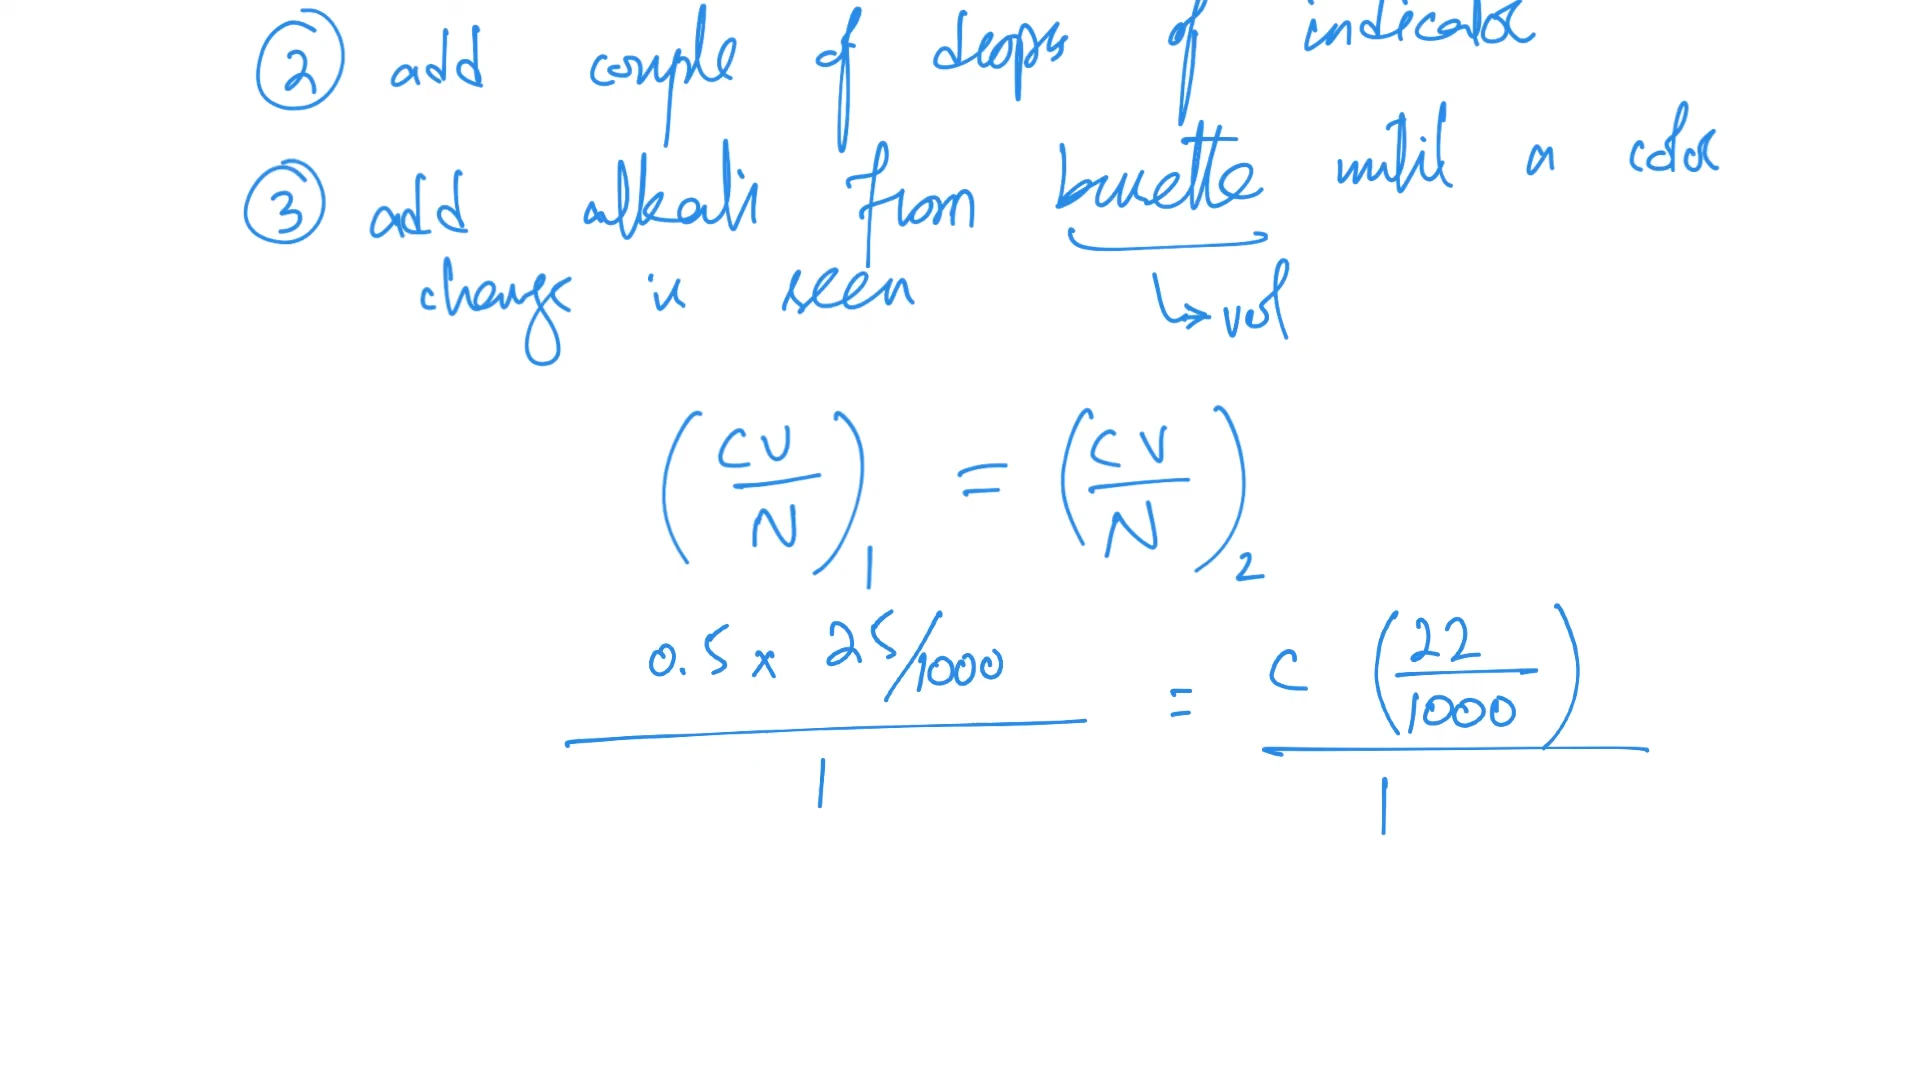 ② add couple of drops of indicator
③ add alkali from burette until a color
change is seen
↳ vol
(CV/N)₁ = (CV/N)₂
(0.5 x 25/1000)/1 = (C (22/1000))/1